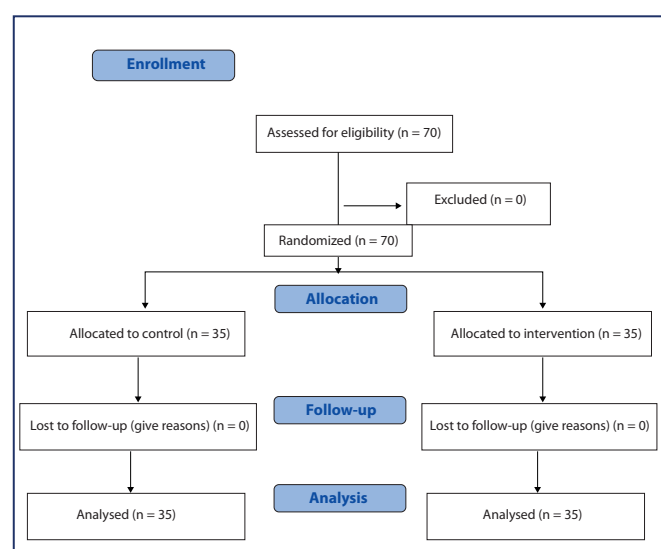 Enrollment
Assessed for eligibility (n = 70)
Excluded (n = 0)
Randomized (n = 70)
Allocation
Allocated to control (n = 35)
Allocated to intervention (n = 35)
Follow-up
Lost to follow-up (give reasons) (n = 0)
Lost to follow-up (give reasons) (n = 0)
Analysis
Analysed (n = 35)
Analysed (n = 35)